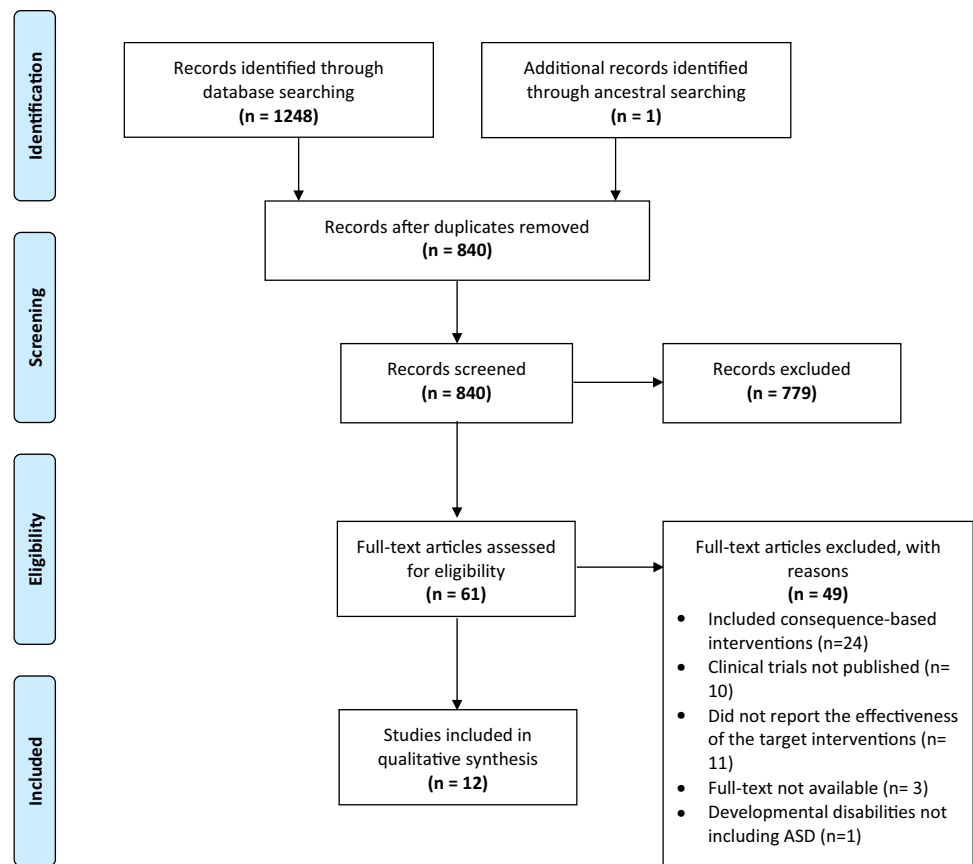 Identification
Records identified through
database searching
(n = 1248)
Additional records identified
through ancestral searching
(n = 1)
Records after duplicates removed
(n = 840)
Screening
Records screened
(n = 840)
Records excluded
(n = 779)
Eligibility
Full-text articles assessed
for eligibility
(n = 61)
Full-text articles excluded, with
reasons
(n = 49)
• Included consequence-based
interventions (n=24)
• Clinical trials not published (n=
10)
• Did not report the effectiveness
of the target interventions (n=
11)
• Full-text not available (n= 3)
• Developmental disabilities not
including ASD (n=1)
Included
Studies included in
qualitative synthesis
(n = 12)